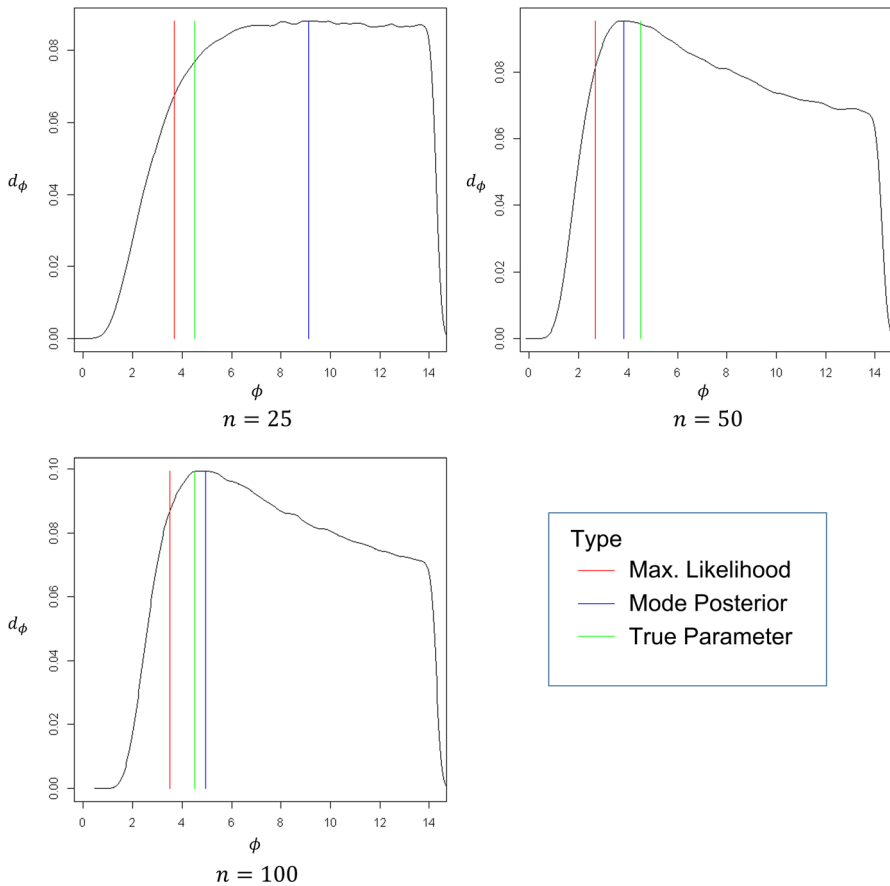 0.08
0.06
0.04
0.02
0.00
d_ϕ
0 2 4 6 8 10 12 14
ϕ
n = 25
0.08
0.06
0.04
0.02
0.00
d_ϕ
0 2 4 6 8 10 12 14
ϕ
n = 50
0.10
0.08
0.06
0.04
0.02
0.00
d_ϕ
0 2 4 6 8 10 12 14
ϕ
n = 100
Type
Max. Likelihood
Mode Posterior
True Parameter